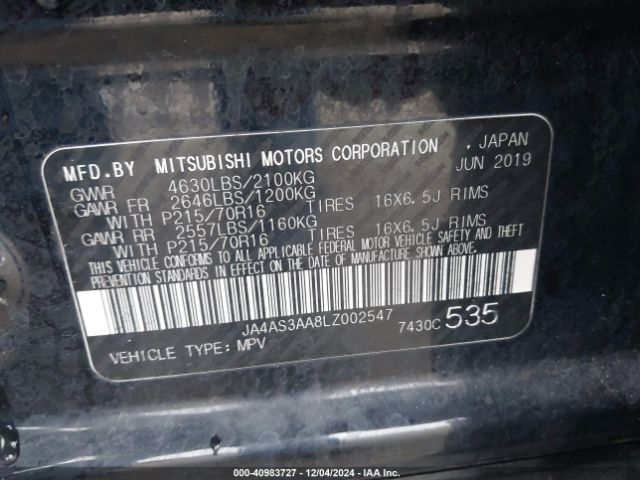 MFD.BY MITSUBISHI MOTORS CORPORATION , JAPAN
JUN 2019
GVWR 4630LBS/2100KG
GAWR FR 2646LBS/1200KG
WITH P215/70R16 TIRES 16X6.5J RIMS
GAWR RR 2557LBS/1160KG
WITH P215/70R16 TIRES 16X6.5J RIMS
THIS VEHICLE CONFORMS TO ALL APPLICABLE FEDERAL MOTOR VEHICLE SAFETY AND THEFT
PREVENTION STANDARDS IN EFFECT ON THE DATE OF MANUFACTURE SHOWN ABOVE.
JA4AS3AA8LZ002547 7430C 535
VEHICLE TYPE: MPV
000-40983727 - 12/04/2024 - IAA Inc.